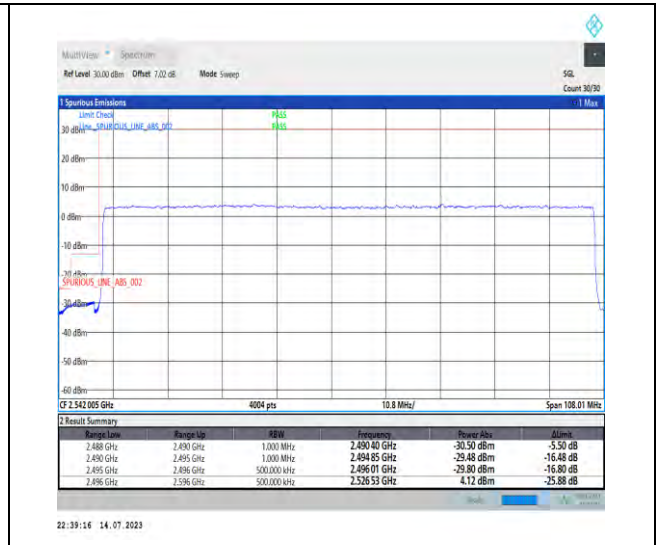 MultiView Spectrum
Ref Level 30.00 dBm Offset 7.02 dB Mode Sweep SGL
Count 30/30
1 Spurious Emissions 1 Max
Limit Check PASS
Line _SPURIOUS_LINE_ABS_002 PASS
30 dBm
20 dBm
10 dBm
0 dBm
-10 dBm
-20 dBm
_SPURIOUS_LINE_ABS_002
-30 dBm
-40 dBm
-50 dBm
-60 dBm
CF 2.542 005 GHz 4004 pts 10.8 MHz/ Span 108.01 MHz
2 Result Summary
Range Low Range Up RBW Frequency Power Abs ΔLimit
2.488 GHz 2.490 GHz 1.000 MHz 2.490 40 GHz -30.50 dBm -5.50 dB
2.490 GHz 2.495 GHz 1.000 MHz 2.494 85 GHz -29.48 dBm -16.48 dB
2.495 GHz 2.496 GHz 500.000 kHz 2.496 01 GHz -29.80 dBm -16.80 dB
2.496 GHz 2.596 GHz 500.000 kHz 2.526 53 GHz 4.12 dBm -25.88 dB
22:39:16 14.07.2023